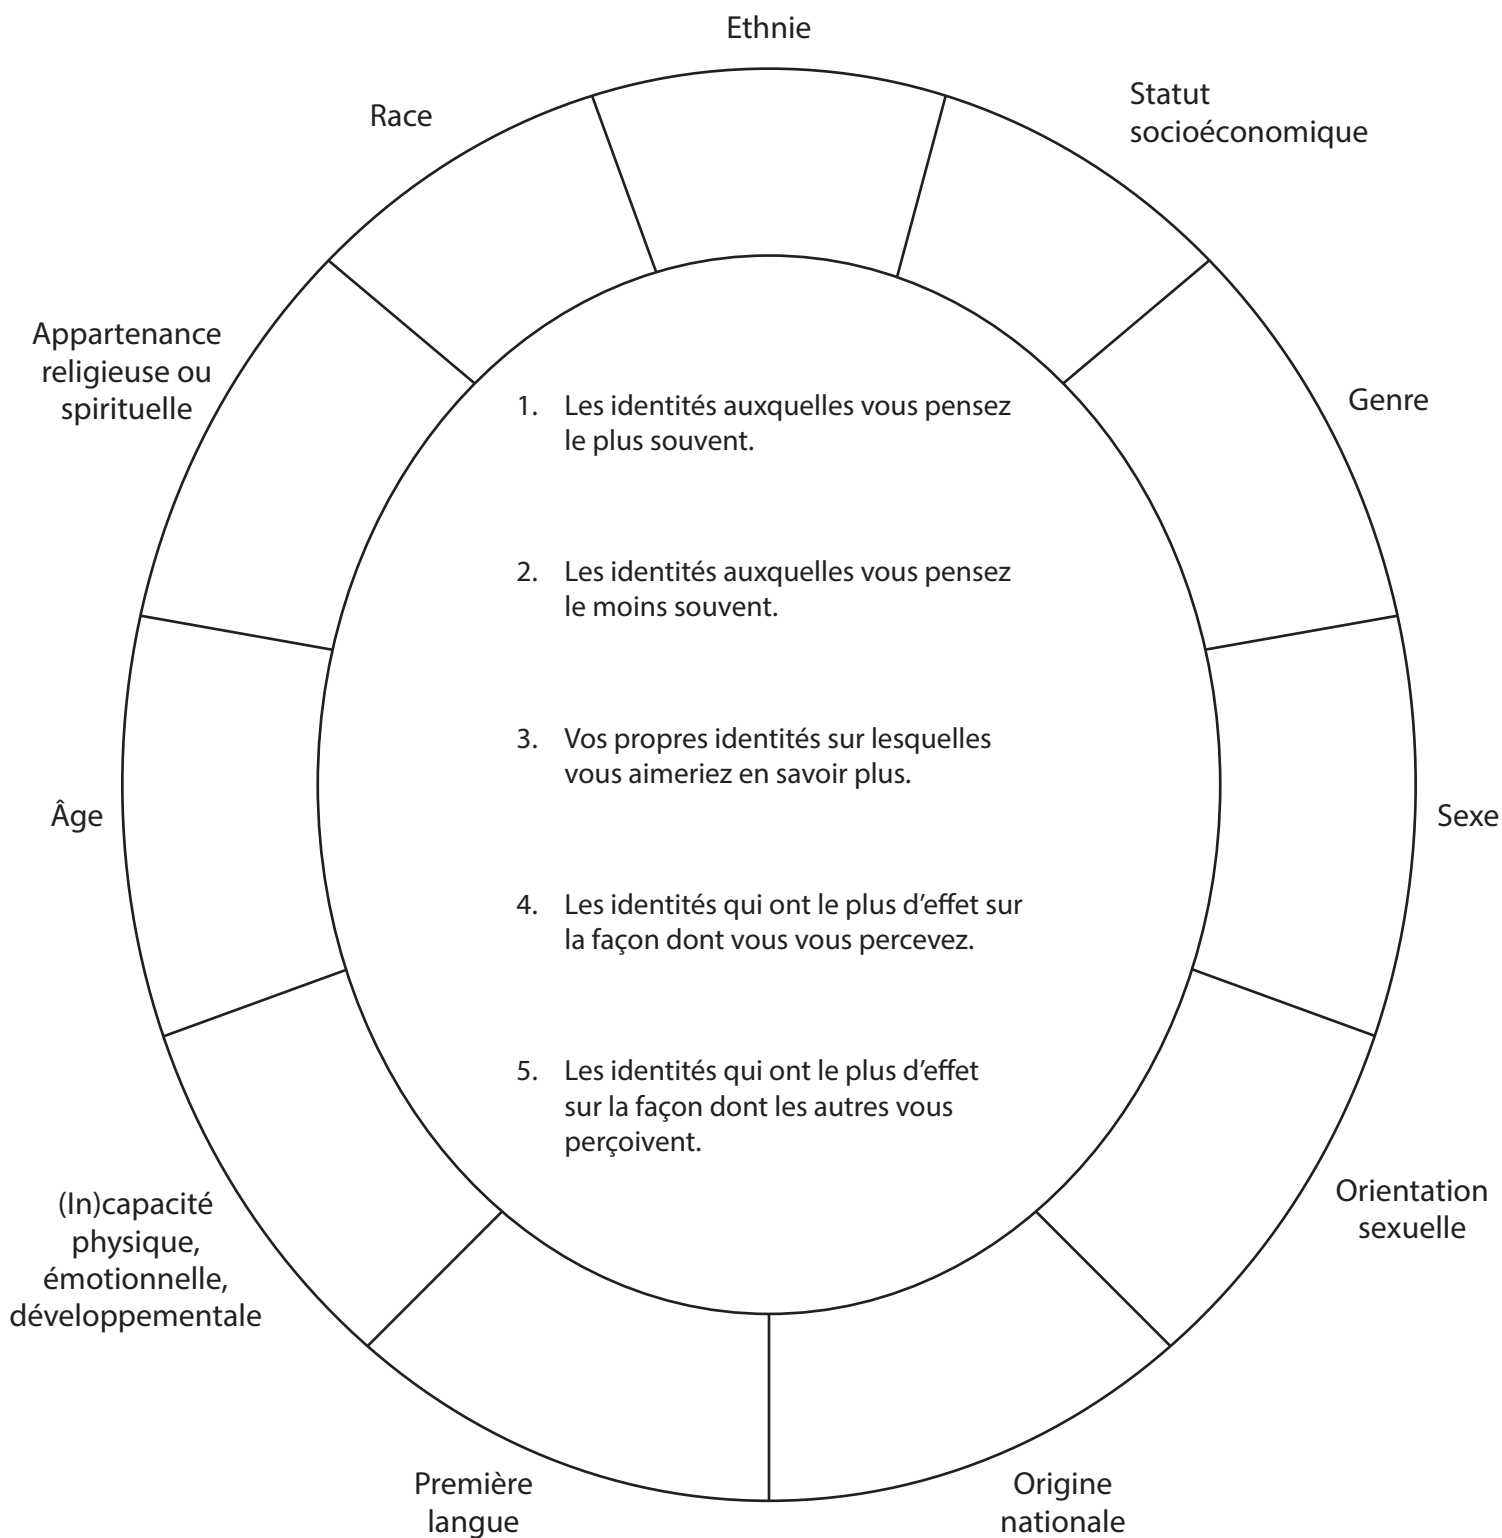 Ethnie
Statut
socioéconomique
Race
Appartenance
religieuse ou
spirituelle
Genre
1. Les identités auxquelles vous pensez
le plus souvent.
2. Les identités auxquelles vous pensez
le moins souvent.
3. Vos propres identités sur lesquelles
vous aimeriez en savoir plus.
Âge
Sexe
4. Les identités qui ont le plus d’effet sur
la façon dont vous vous percevez.
5. Les identités qui ont le plus d’effet
sur la façon dont les autres vous
perçoivent.
(In)capacité
physique,
émotionnelle,
développementale
Orientation
sexuelle
Première
langue
Origine
nationale